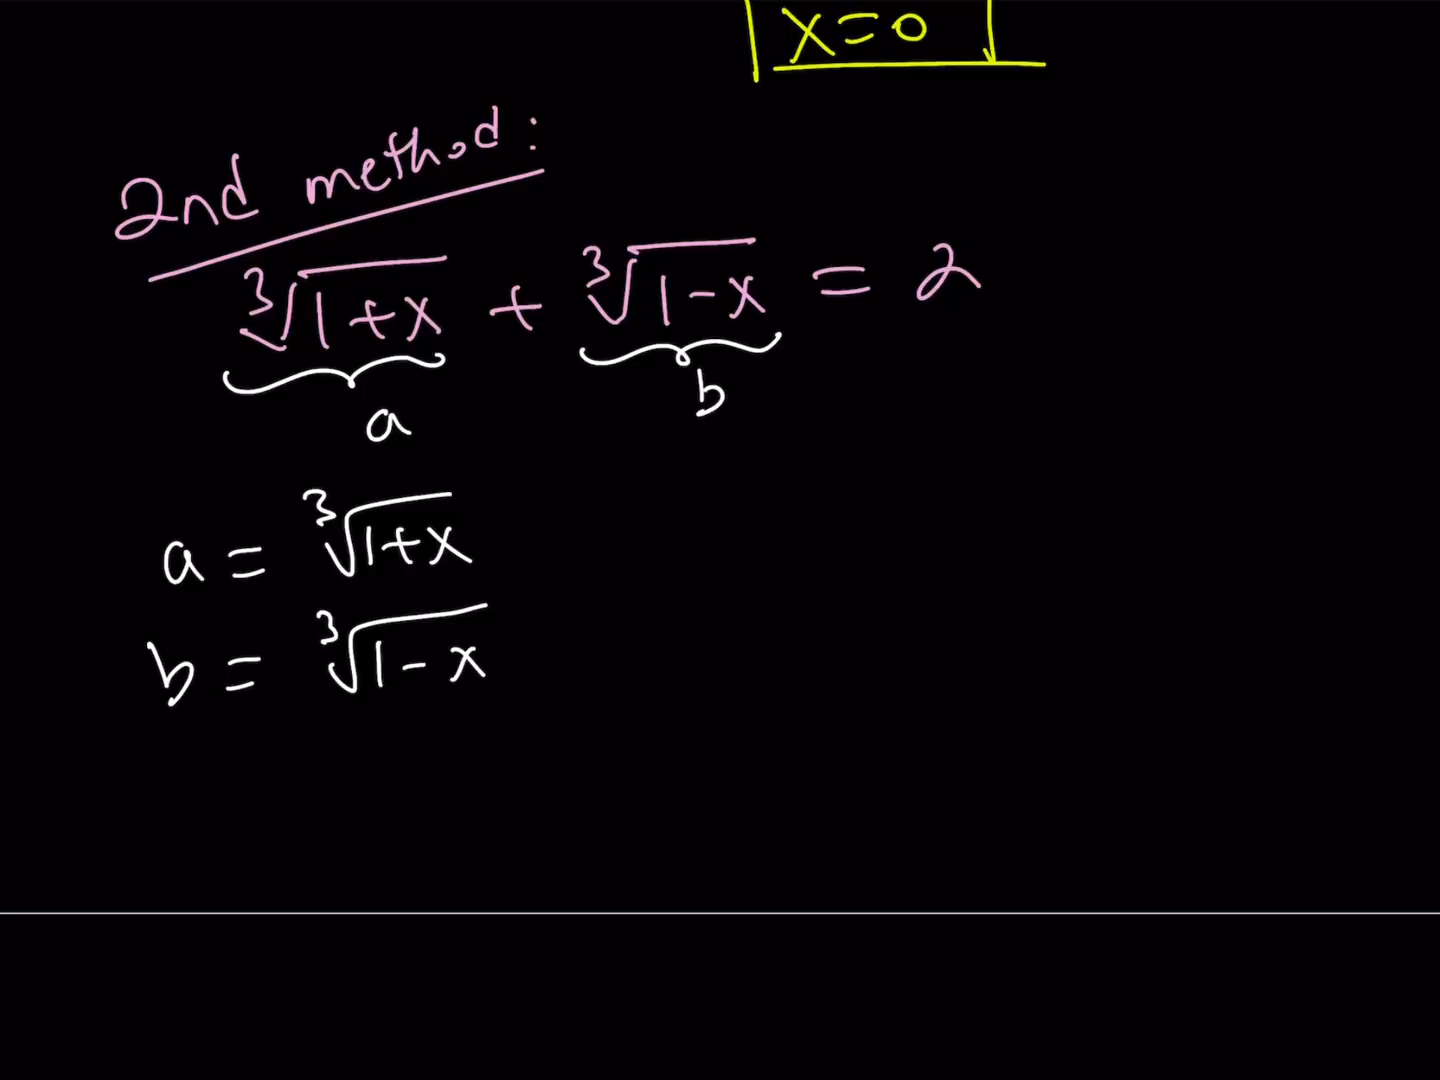 x=0
2nd method:
∛(1+x) + ∛(1-x) = 2
a b
a = ∛(1+x)
b = ∛(1-x)